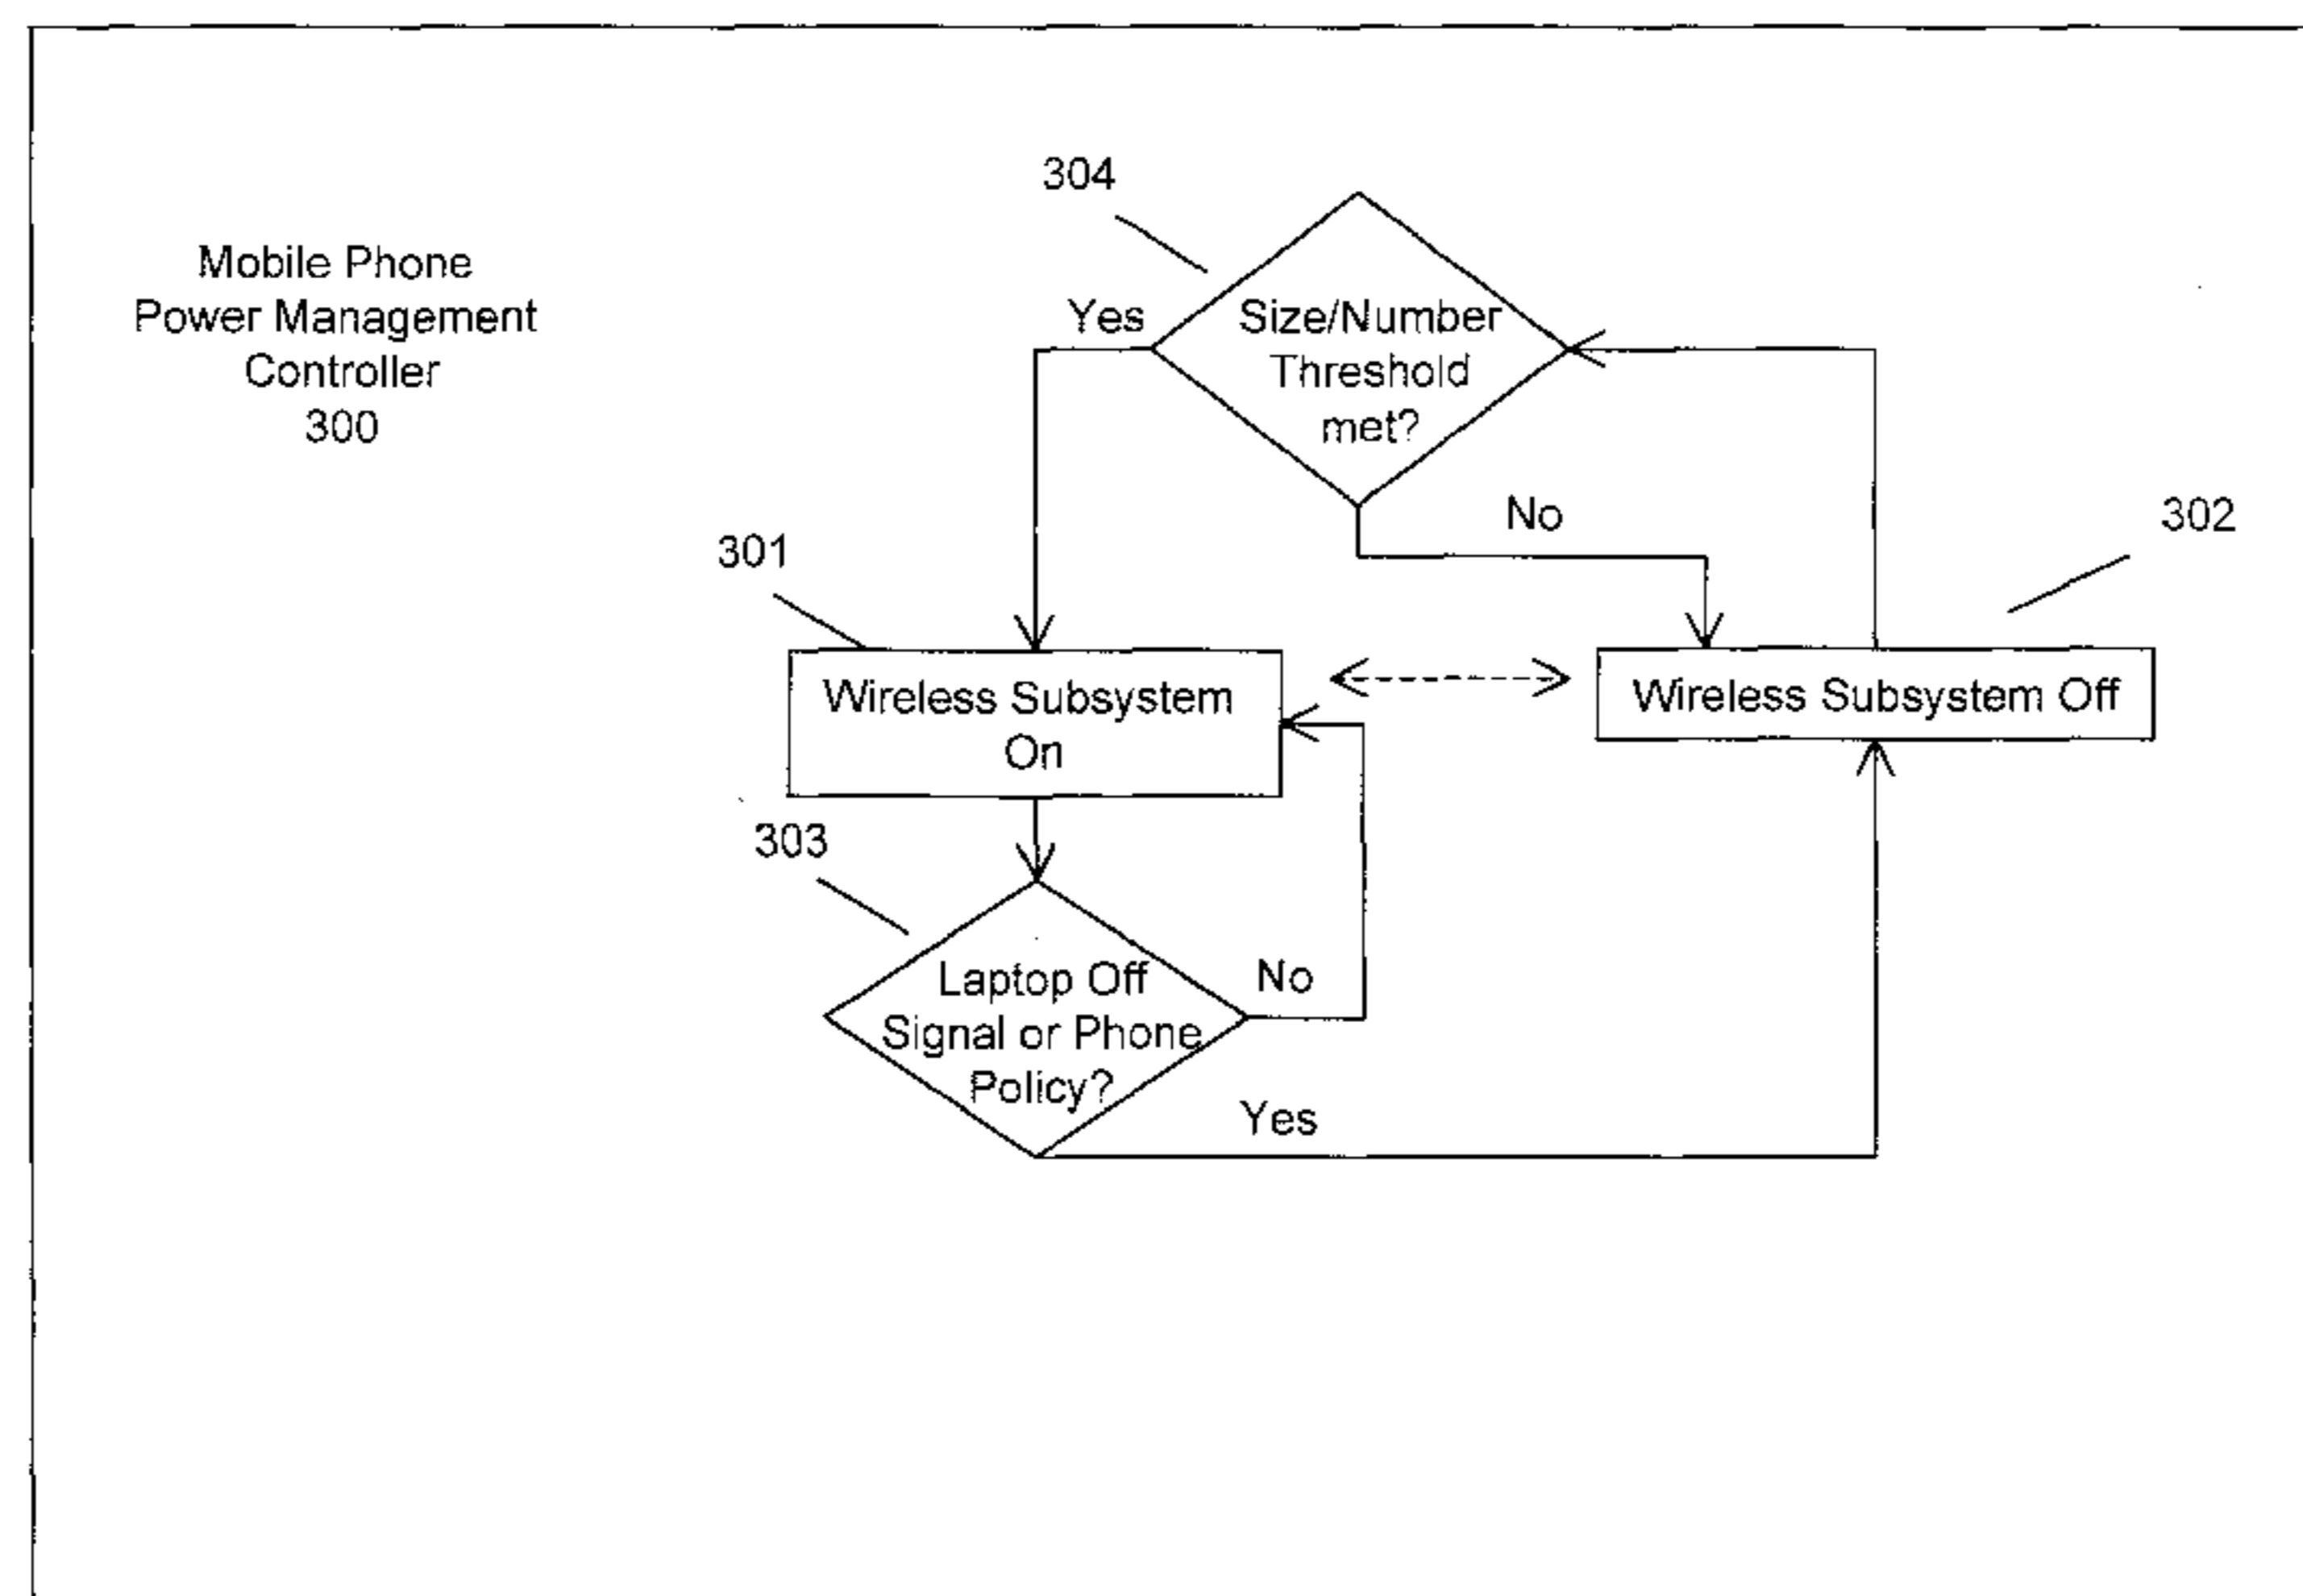 304
Mobile Phone
Power Management
Controller
300
Yes
Size/Number
Threshold
met?
No
302
301
Wireless Subsystem
On
Wireless Subsystem Off
303
Laptop Off
Signal or Phone
Policy?
No
Yes